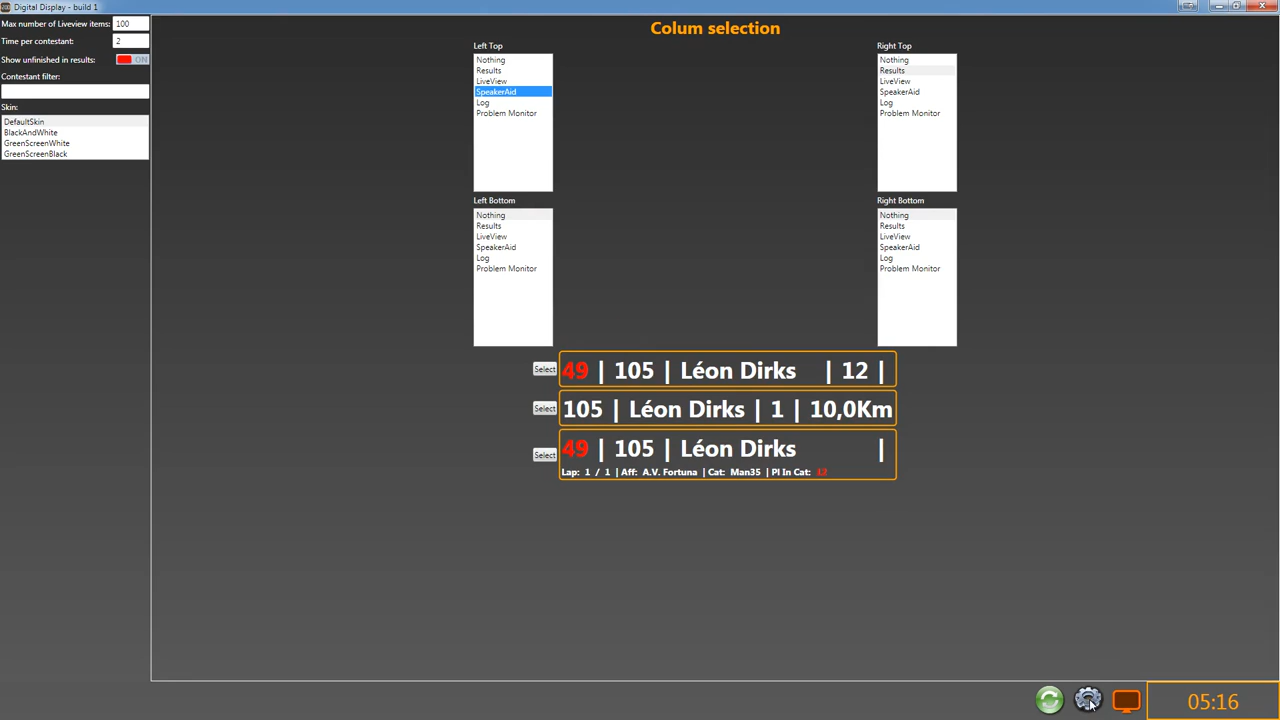 Digital Display - build 1
Max number of Liveview items: 100
Time per contestant: 2
Show unfinished in results: ON
Contestant filter:
Skin:
DefaultSkin
BlackAndWhite
GreenScreenWhite
GreenScreenBlack
Colum selection
Left Top
Nothing
Results
LiveView
SpeakerAid
Log
Problem Monitor
Right Top
Nothing
Results
LiveView
SpeakerAid
Log
Problem Monitor
Left Bottom
Nothing
Results
LiveView
SpeakerAid
Log
Problem Monitor
Right Bottom
Nothing
Results
LiveView
SpeakerAid
Log
Problem Monitor
Select 49 | 105 | Léon Dirks | 12 |
Select 105 | Léon Dirks | 1 | 10,0Km
Select 49 | 105 | Léon Dirks |
Lap: 1 / 1 | Aff: A.V. Fortuna | Cat: Man35 | Pl In Cat: 12
05:16